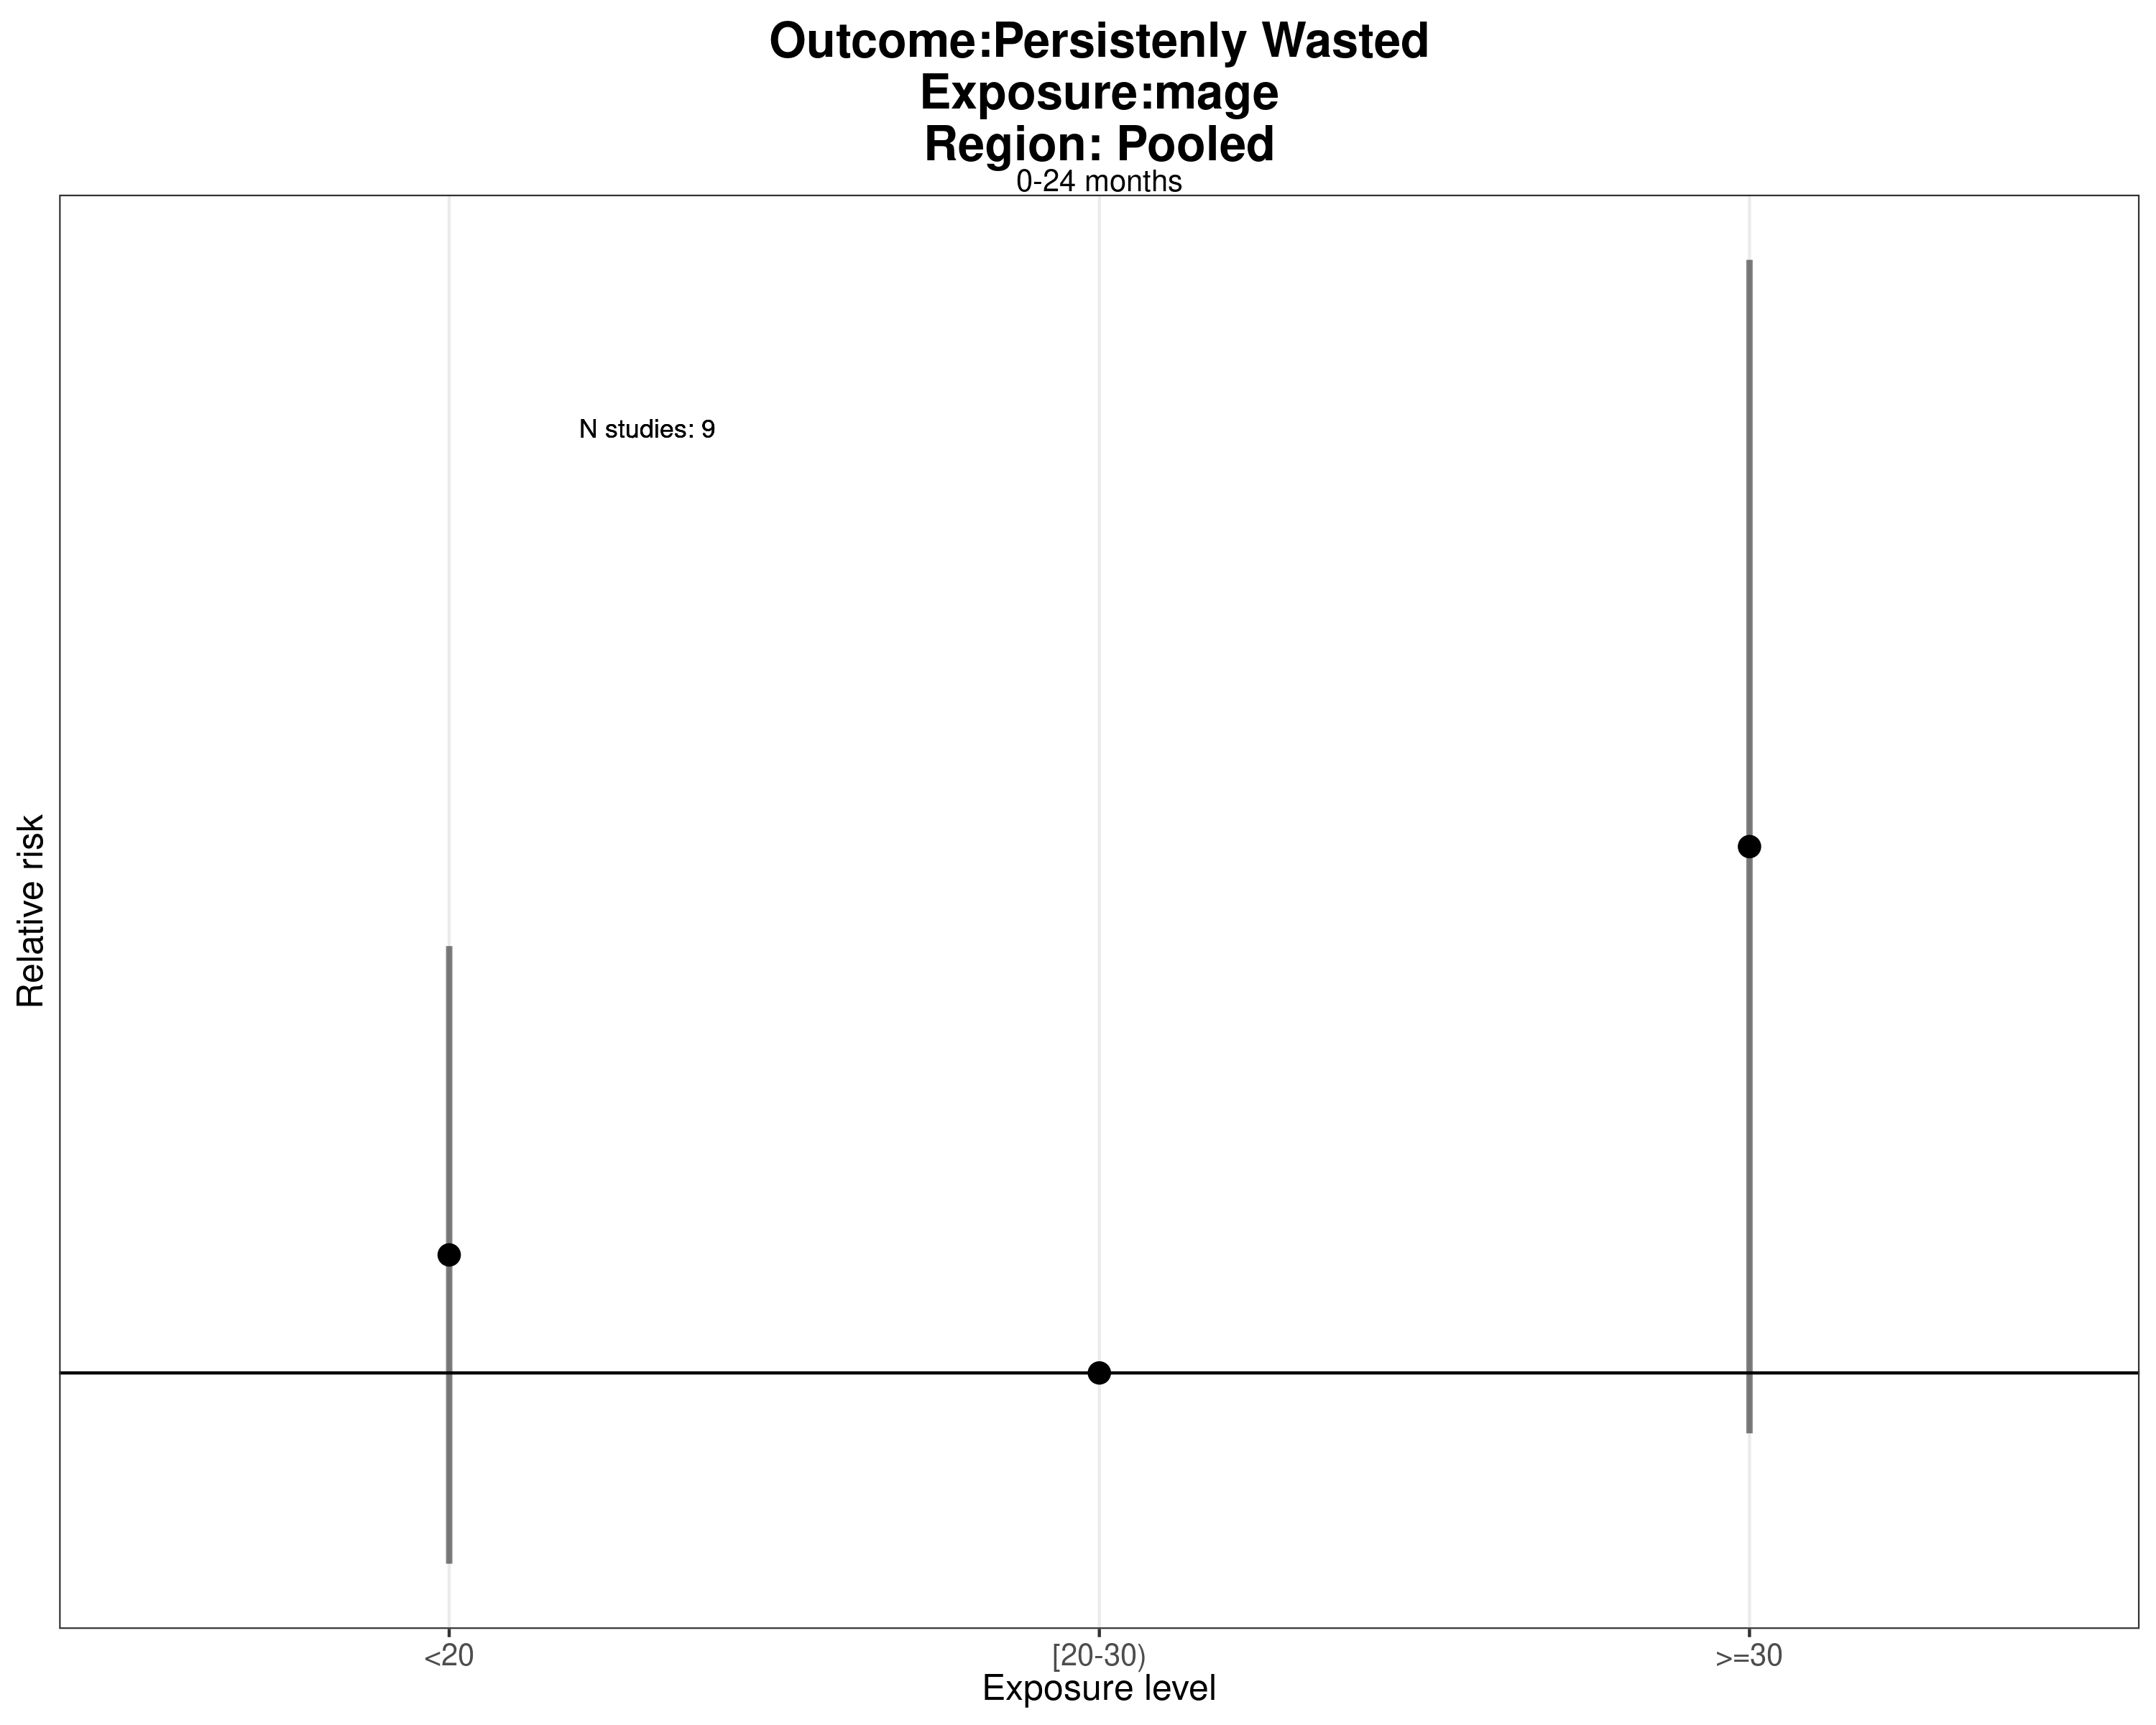 Outcome:Persistenly Wasted
Exposure:mage
Region: Pooled
0-24 months
N studies: 9
Relative risk
<20
[20-30)
>=30
Exposure level